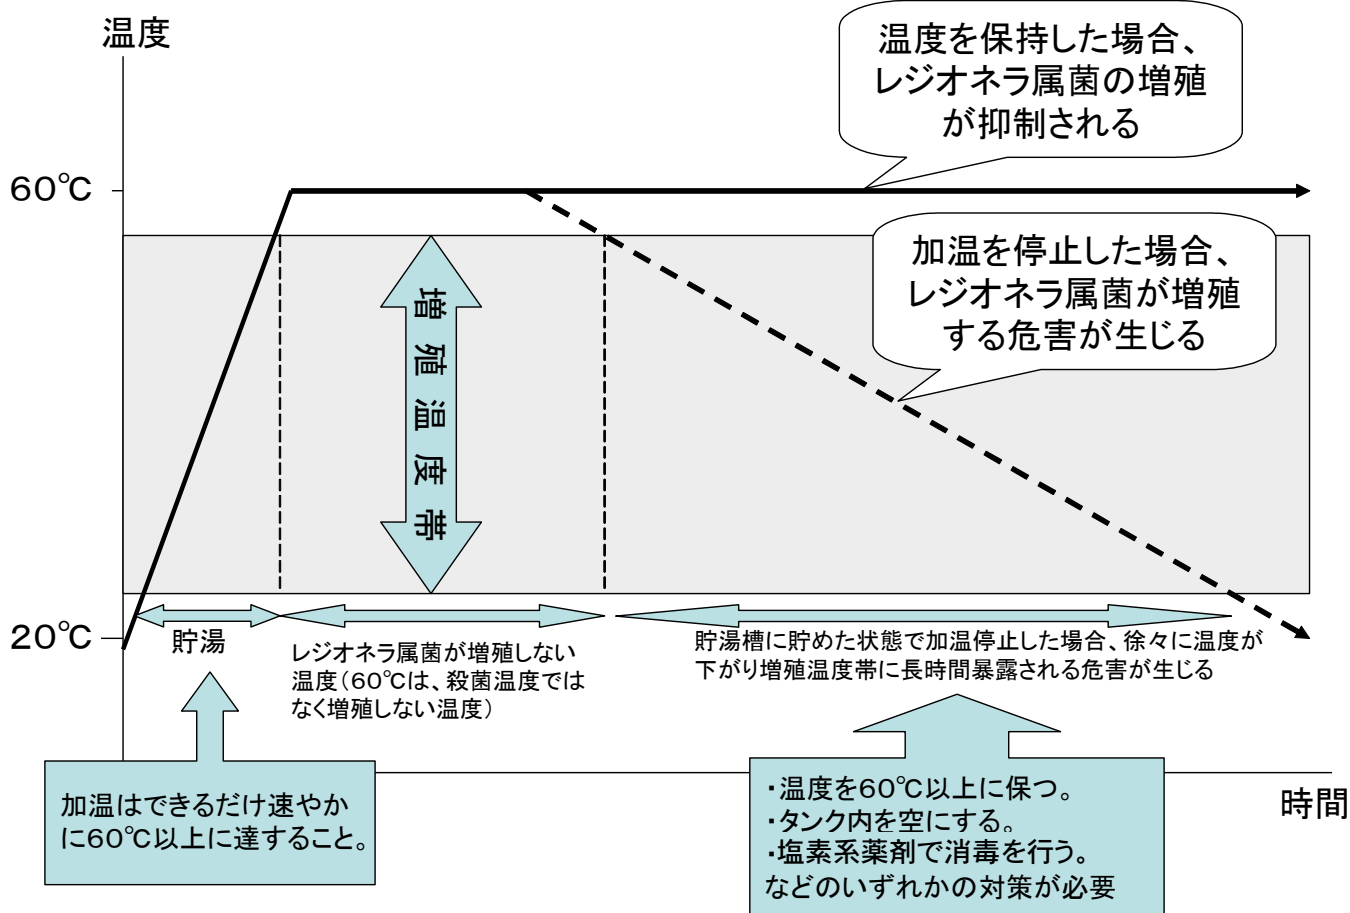 温度
温度を保持した場合、
レジオネラ属菌の増殖
が抑制される
60℃
加温を停止した場合、
レジオネラ属菌が増殖
する危害が生じる
増殖温度帯
20℃
貯湯
レジオネラ属菌が増殖しない
温度(60℃は、殺菌温度では
なく増殖しない温度)
貯湯槽に貯めた状態で加温停止した場合、徐々に温度が
下がり増殖温度帯に長時間暴露される危害が生じる
加温はできるだけ速やか
に60℃以上に達すること。
・温度を60℃以上に保つ。
・タンク内を空にする。
・塩素系薬剤で消毒を行う。
などのいずれかの対策が必要
時間